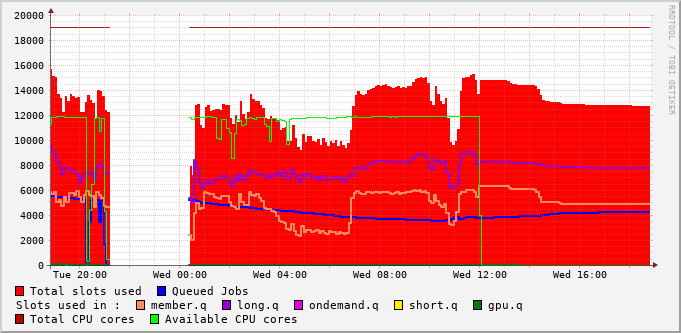 RRDTOOL / TOBI OETIKER
20000
18000
16000
14000
12000
10000
8000
6000
4000
2000
0
Tue 20:00 Wed 00:00 Wed 04:00 Wed 08:00 Wed 12:00 Wed 16:00
Total slots used Queued Jobs
Slots used in : member.q long.q ondemand.q short.q gpu.q
Total CPU cores Available CPU cores